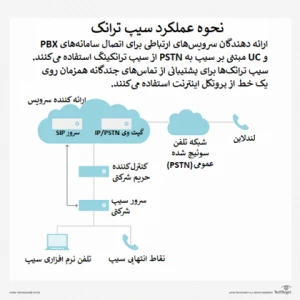 نحوه عملکرد سیپ ترانک
ارائه دهندگان سرویس‌های ارتباطی برای اتصال سامانه‌های PBX
و UC مبتنی بر سیپ به PSTN از سیپ ترانکینگ استفاده می‌کنند.
سیپ ترانک‌ها برای پشتیبانی از تماس‌های چندگانه همزمان روی
یک خط از پروتکل اینترنت استفاده می‌کنند.
ارائه کننده سرویس
سرور SIP
گیت وی IP/PSTN
شبکه تلفن
سوئیچ شده
عمومی(PSTN)
لندلاین
کنترل‌کننده
حریم شرکتی
سرور سیپ
شرکتی
تلفن نرم افزاری سیپ
نقاط انتهایی سیپ
TechTarget